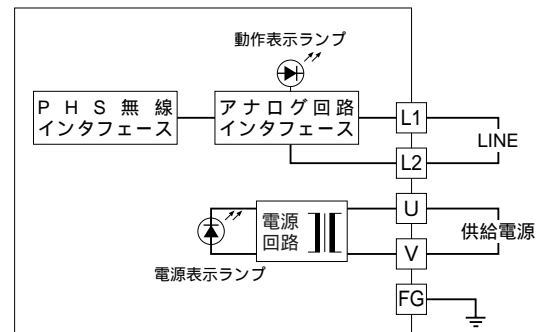 動作表示ランプ
PHS無線
インタフェース
アナログ回路
インタフェース
L1
LINE
L2
U
電源
回路
供給電源
V
電源表示ランプ
FG